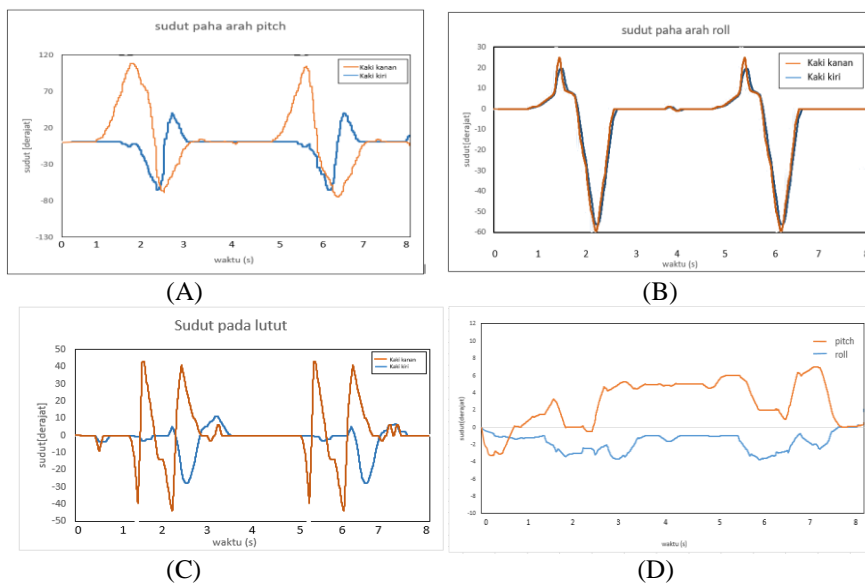 sudut paha arah pitch
120
70
20
-30
-80
-130
sudut [derajat]
Kaki kanan
Kaki kiri
0 1 2 3 4 5 6 7 8
waktu (s)
(A)
sudut paha arah roll
30
20
10
0
-10
-20
-30
-40
-50
-60
sudut[derajat]
Kaki kanan
Kaki kiri
0 1 2 3 4 5 6 7 8
waktu (s)
(B)
Sudut pada lutut
50
40
30
20
10
0
-10
-20
-30
-40
-50
sudut[derajat]
Kaki kanan
Kaki kiri
0 1 2 3 4 5 6 7 8
waktu (s)
(C)
12
10
8
6
4
2
0
-2
-4
-6
-8
-10
sudut(derajat)
pitch
roll
0 1 2 3 4 5 6 7 8
waktu (s)
(D)